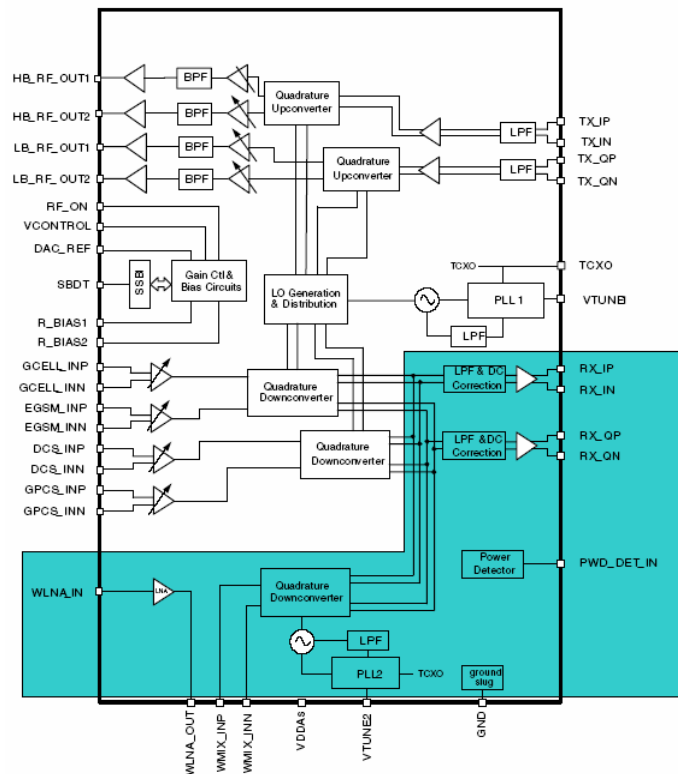 HB_RF_OUT1
BPF
Quadrature
Upconverter
HB_RF_OUT2
BPF
TX_IP
LPF
TX_IN
LB_RF_OUT1
BPF
Quadrature
Upconverter
LPF
TX_QP
TX_QN
LB_RF_OUT2
BPF
RF_ON
VCONTROL
DAC_REF
SBDT
SSBI
Gain Ctl &
Bias Circuits
R_BIAS1
R_BIAS2
LO Generation
& Distribution
TCXO
TCXO
PLL 1
LPF
GCELL_INP
GCELL_INN
EGSM_INP
EGSM_INN
DCS_INP
DCS_INN
GPCS_INP
GPCS_INN
Quadrature
Downconverter
Quadrature
Downconverter
LPF & DC
Correction
RX_IP
RX_IN
LPF & DC
Correction
RX_QP
RX_QN
Power
Detector
PWD_DET_IN
WLNA_IN
LNA
Quadrature
Downconverter
LPF
PLL2
TCXO
ground
slug
WLNA_OUT
WMIX_INP
WMIX_INN
VDDAs
VTUNE2
GND